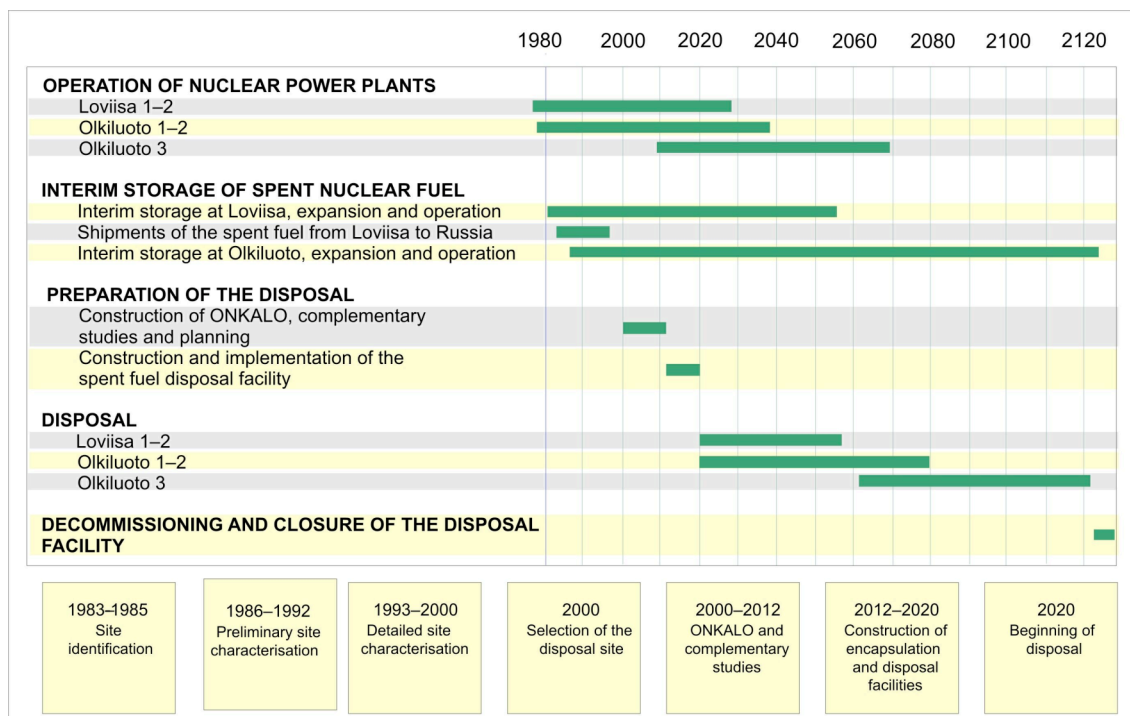 1980 2000 2020 2040 2060 2080 2100 2120
OPERATION OF NUCLEAR POWER PLANTS
Loviisa 1–2
Olkiluoto 1–2
Olkiluoto 3
INTERIM STORAGE OF SPENT NUCLEAR FUEL
Interim storage at Loviisa, expansion and operation
Shipments of the spent fuel from Loviisa to Russia
Interim storage at Olkiluoto, expansion and operation
PREPARATION OF THE DISPOSAL
Construction of ONKALO, complementary
studies and planning
Construction and implementation of the
spent fuel disposal facility
DISPOSAL
Loviisa 1–2
Olkiluoto 1–2
Olkiluoto 3
DECOMMISSIONING AND CLOSURE OF THE DISPOSAL
FACILITY
1983–1985
Site
identification
1986–1992
Preliminary site
characterisation
1993–2000
Detailed site
characterisation
2000
Selection of the
disposal site
2000–2012
ONKALO and
complementary
studies
2012–2020
Construction of
encapsulation
and disposal
facilities
2020
Beginning of
disposal